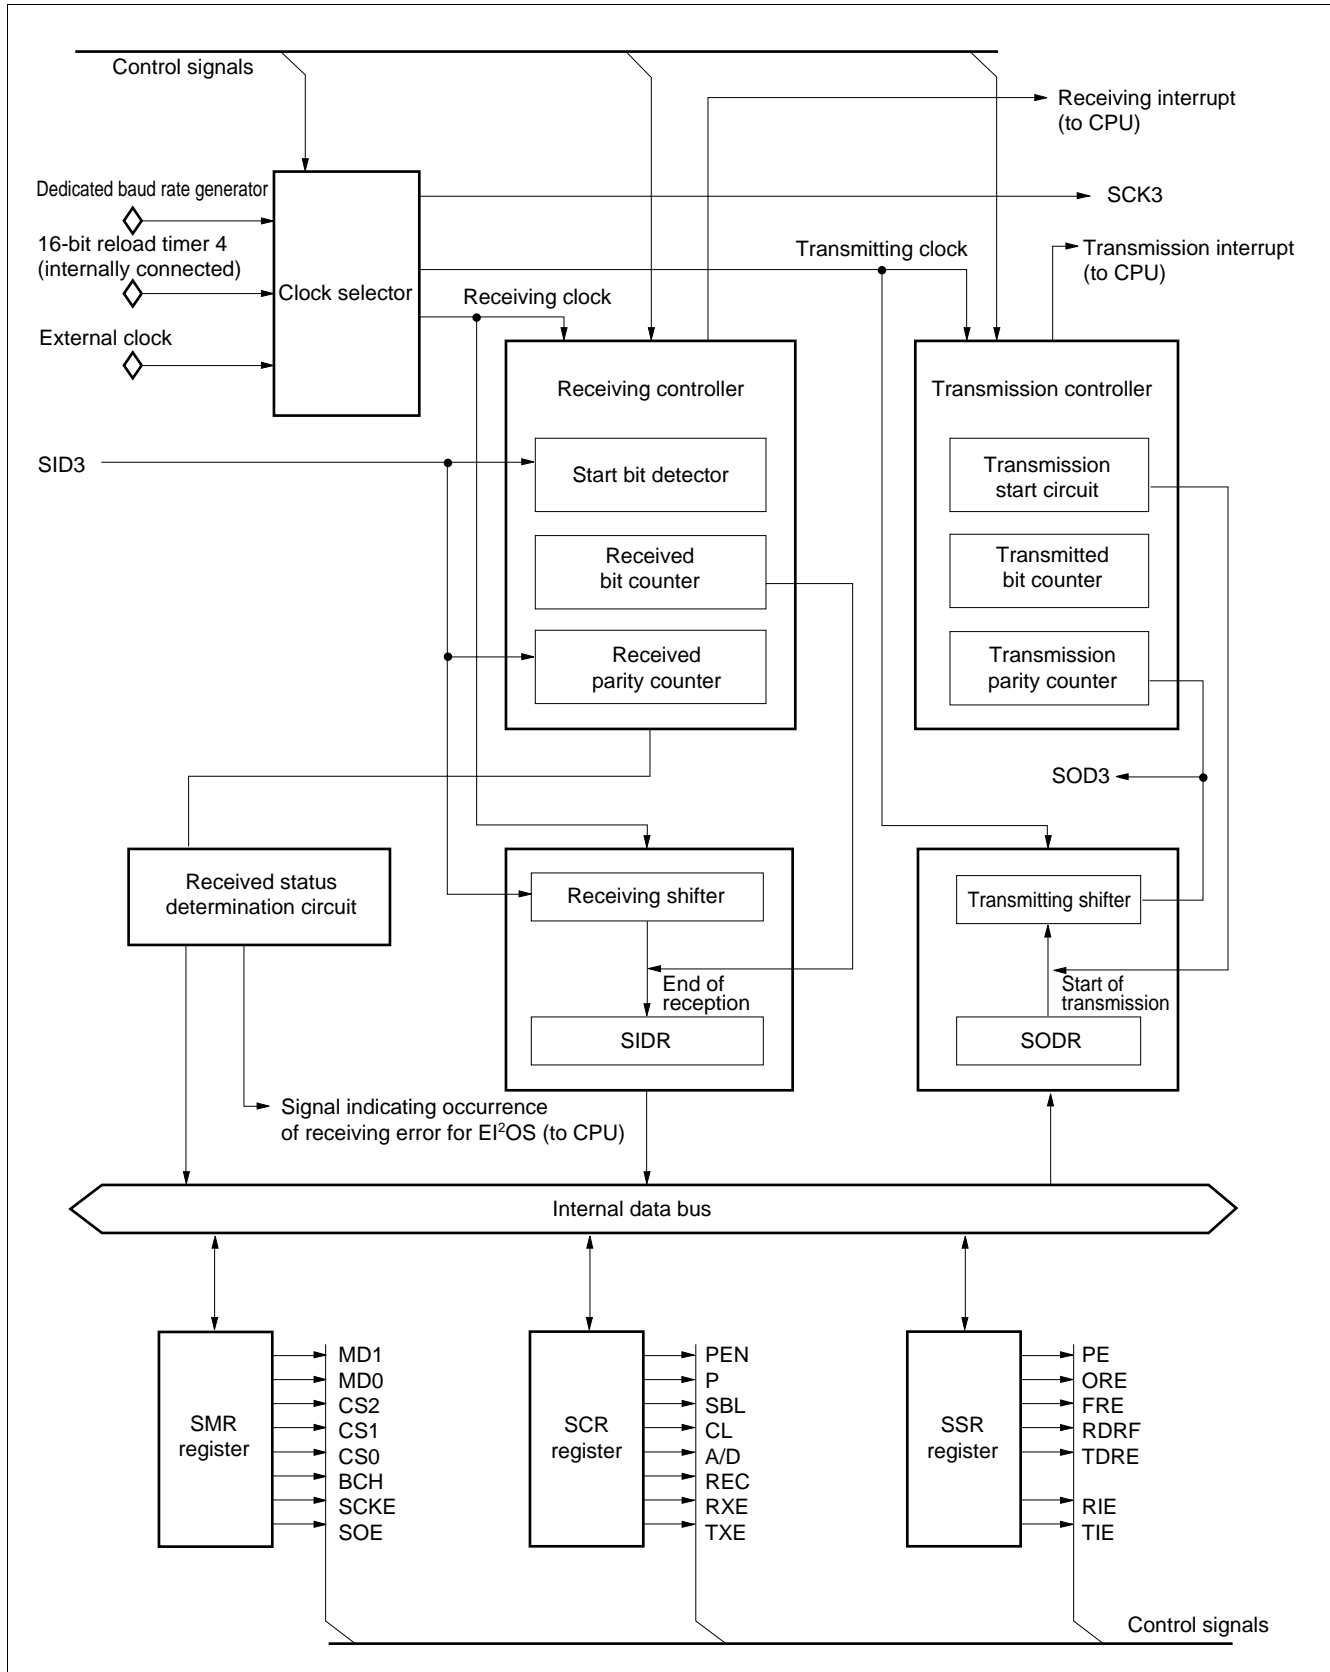 Control signals
Receiving interrupt
(to CPU)
Dedicated baud rate generator
SCK3
16-bit reload timer 4
(internally connected)
Transmitting clock
Transmission interrupt
(to CPU)
Clock selector
Receiving clock
External clock
Receiving controller
Transmission controller
SID3
Start bit detector
Transmission
start circuit
Received
bit counter
Transmitted
bit counter
Received
parity counter
Transmission
parity counter
SOD3
Received status
determination circuit
Receiving shifter
Transmitting shifter
End of
reception
Start of
transmission
SIDR
SODR
Signal indicating occurrence
of receiving error for EI²OS (to CPU)
Internal data bus
SMR
register
MD1
MD0
CS2
CS1
CS0
BCH
SCKE
SOE
SCR
register
PEN
P
SBL
CL
A/D
REC
RXE
TXE
SSR
register
PE
ORE
FRE
RDRF
TDRE
RIE
TIE
Control signals